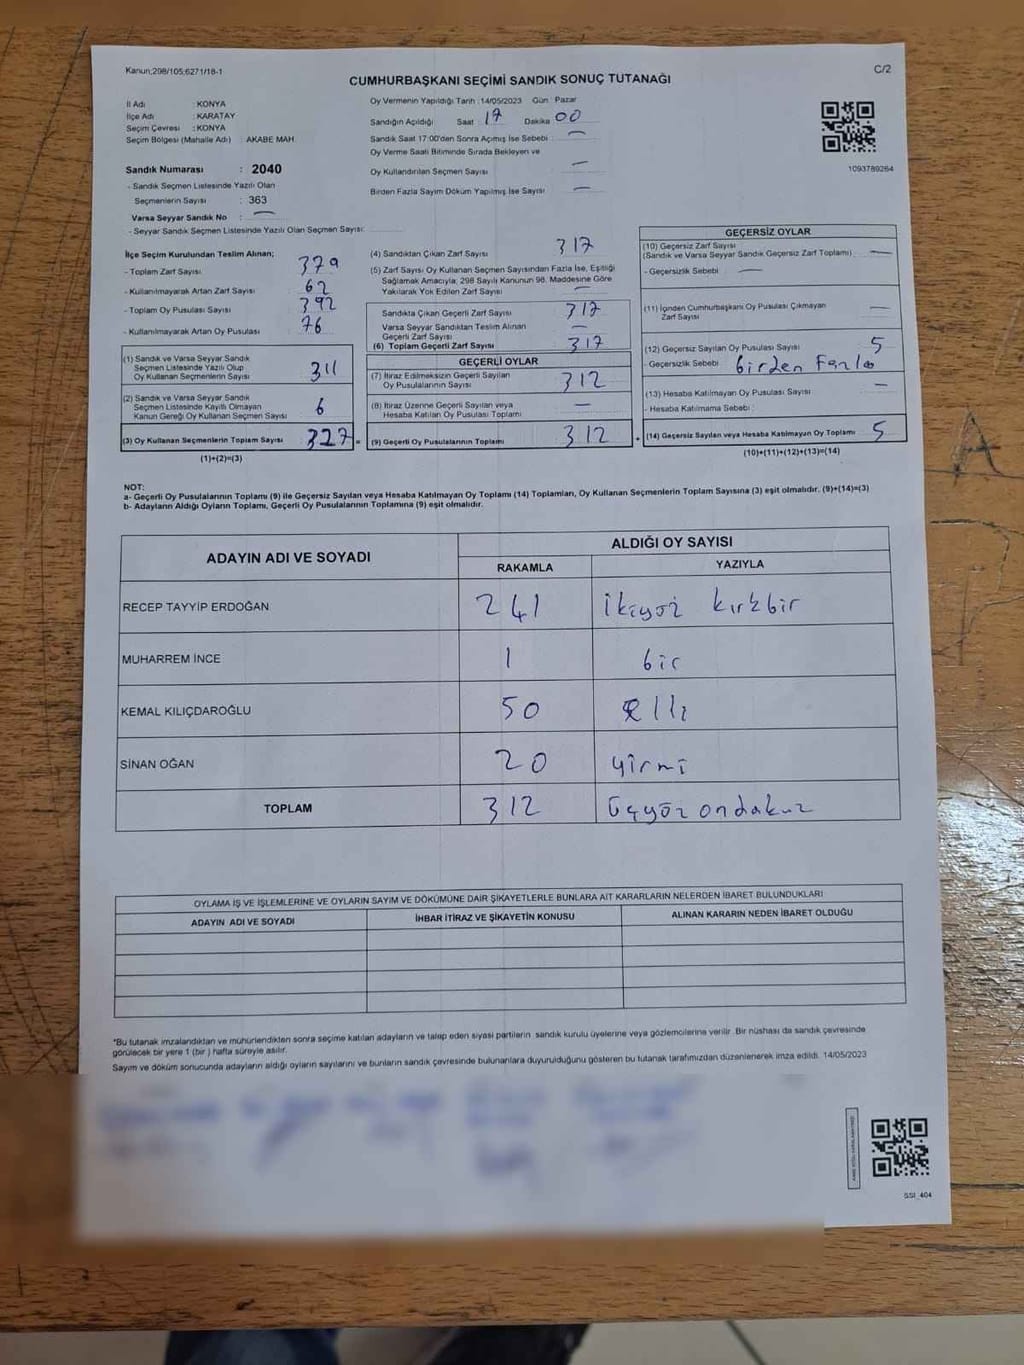 Kanun;298/105;6271/18-1
C/2
CUMHURBAŞKANI SEÇİMİ SANDIK SONUÇ TUTANAĞI
İl Adı : KONYA
İlçe Adı : KARATAY
Seçim Çevresi : KONYA
Seçim Bölgesi (Mahalle Adı) AKABE MAH.
Oy Vermenin Yapıldığı Tarih :14/05/2023 Gün : Pazar
Sandığın Açıldığı Saat : 17 Dakika 00
Sandık Saat 17:00'den Sonra Açılmış İse Sebebi : —
Oy Verme Saati Bitiminde Sırada Bekleyen ve
Oy Kullandırılan Seçmen Sayısı —
Birden Fazla Sayım Döküm Yapılmış İse Sayısı —
1093789264
Sandık Numarası : 2040
- Sandık Seçmen Listesinde Yazılı Olan
Seçmenlerin Sayısı : 363
Varsa Seyyar Sandık No : —
- Seyyar Sandık Seçmen Listesinde Yazılı Olan Seçmen Sayısı:
İlçe Seçim Kurulundan Teslim Alınan;
- Toplam Zarf Sayısı 379
- Kullanılmayarak Artan Zarf Sayısı 62
- Toplam Oy Pusulası Sayısı 392
- Kullanılmayarak Artan Oy Pusulası 76
(1) Sandık ve Varsa Seyyar Sandık
Seçmen Listesinde Yazılı Olup
Oy Kullanan Seçmenlerin Sayısı 311
(2) Sandık ve Varsa Seyyar Sandık
Seçmen Listesinde Kayıtlı Olmayan
Kanun Gereği Oy Kullanan Seçmen Sayısı 6
(3) Oy Kullanan Seçmenlerin Toplam Sayısı 327 =
(1)+(2)=(3)
(4) Sandıktan Çıkan Zarf Sayısı 317
(5) Zarf Sayısı Oy Kullanan Seçmen Sayısından Fazla İse, Eşitliği
Sağlamak Amacıyla; 298 Sayılı Kanunun 98. Maddesine Göre
Yakılarak Yok Edilen Zarf Sayısı —
Sandıkta Çıkan Geçerli Zarf Sayısı 317
Varsa Seyyar Sandıktan Teslim Alınan
Geçerli Zarf Sayısı —
(6) Toplam Geçerli Zarf Sayısı 317
GEÇERLİ OYLAR
(7) İtiraz Edilmeksizin Geçerli Sayılan
Oy Pusulalarının Sayısı 312
(8) İtiraz Üzerine Geçerli Sayılan veya
Hesaba Katılan Oy Pusulası Toplamı —
(9) Geçerli Oy Pusulalarının Toplamı 312 +
GEÇERSİZ OYLAR
(10) Geçersiz Zarf Sayısı
(Sandık ve Varsa Seyyar Sandık Geçersiz Zarf Toplamı) —
- Geçersizlik Sebebi : —
(11) İçinden Cumhurbaşkanı Oy Pusulası Çıkmayan
Zarf Sayısı —
(12) Geçersiz Sayılan Oy Pusulası Sayısı 5
- Geçersizlik Sebebi : birden Fazla
(13) Hesaba Katılmayan Oy Pusulası Sayısı —
- Hesaba Katılmama Sebebi :
(14) Geçersiz Sayılan veya Hesaba Katılmayan Oy Toplamı 5
(10)+(11)+(12)+(13)=(14)
NOT:
a- Geçerli Oy Pusulalarının Toplamı (9) ile Geçersiz Sayılan veya Hesaba Katılmayan Oy Toplamı (14) Toplamları, Oy Kullanan Seçmenlerin Toplam Sayısına (3) eşit olmalıdır. (9)+(14)=(3)
b- Adayların Aldığı Oyların Toplamı, Geçerli Oy Pusulalarının Toplamına (9) eşit olmalıdır.
ADAYIN ADI VE SOYADI
ALDIĞI OY SAYISI
RAKAMLA YAZIYLA
RECEP TAYYİP ERDOĞAN 241 ikiyüz kırkbir
MUHARREM İNCE 1 bir
KEMAL KILIÇDAROĞLU 50 elli
SİNAN OĞAN 20 yirmi
TOPLAM 312 üçyüz ondakuz
OYLAMA İŞ VE İŞLEMLERİNE VE OYLARIN SAYIM VE DÖKÜMÜNE DAİR ŞİKAYETLERLE BUNLARA AİT KARARLARIN NELERDEN İBARET BULUNDUKLARI
ADAYIN ADI VE SOYADI İHBAR İTİRAZ VE ŞİKAYETİN KONUSU ALINAN KARARIN NEDEN İBARET OLDUĞU
*Bu tutanak imzalandıktan ve mühürlendikten sonra seçime katılan adayların ve talep eden siyasi partilerin sandık kurulu üyelerine veya gözlemcilerine verilir. Bir nüshası da sandık çevresinde
görülecek bir yere 1 (bir) hafta süreyle asılır.
Sayım ve döküm sonucunda adayların aldığı oyların sayılarını ve bunların sandık çevresinde bulunanlara duyurulduğunu gösteren bu tutanak tarafımızdan düzenlenerek imza edildi. 14/05/2023
SSI_404